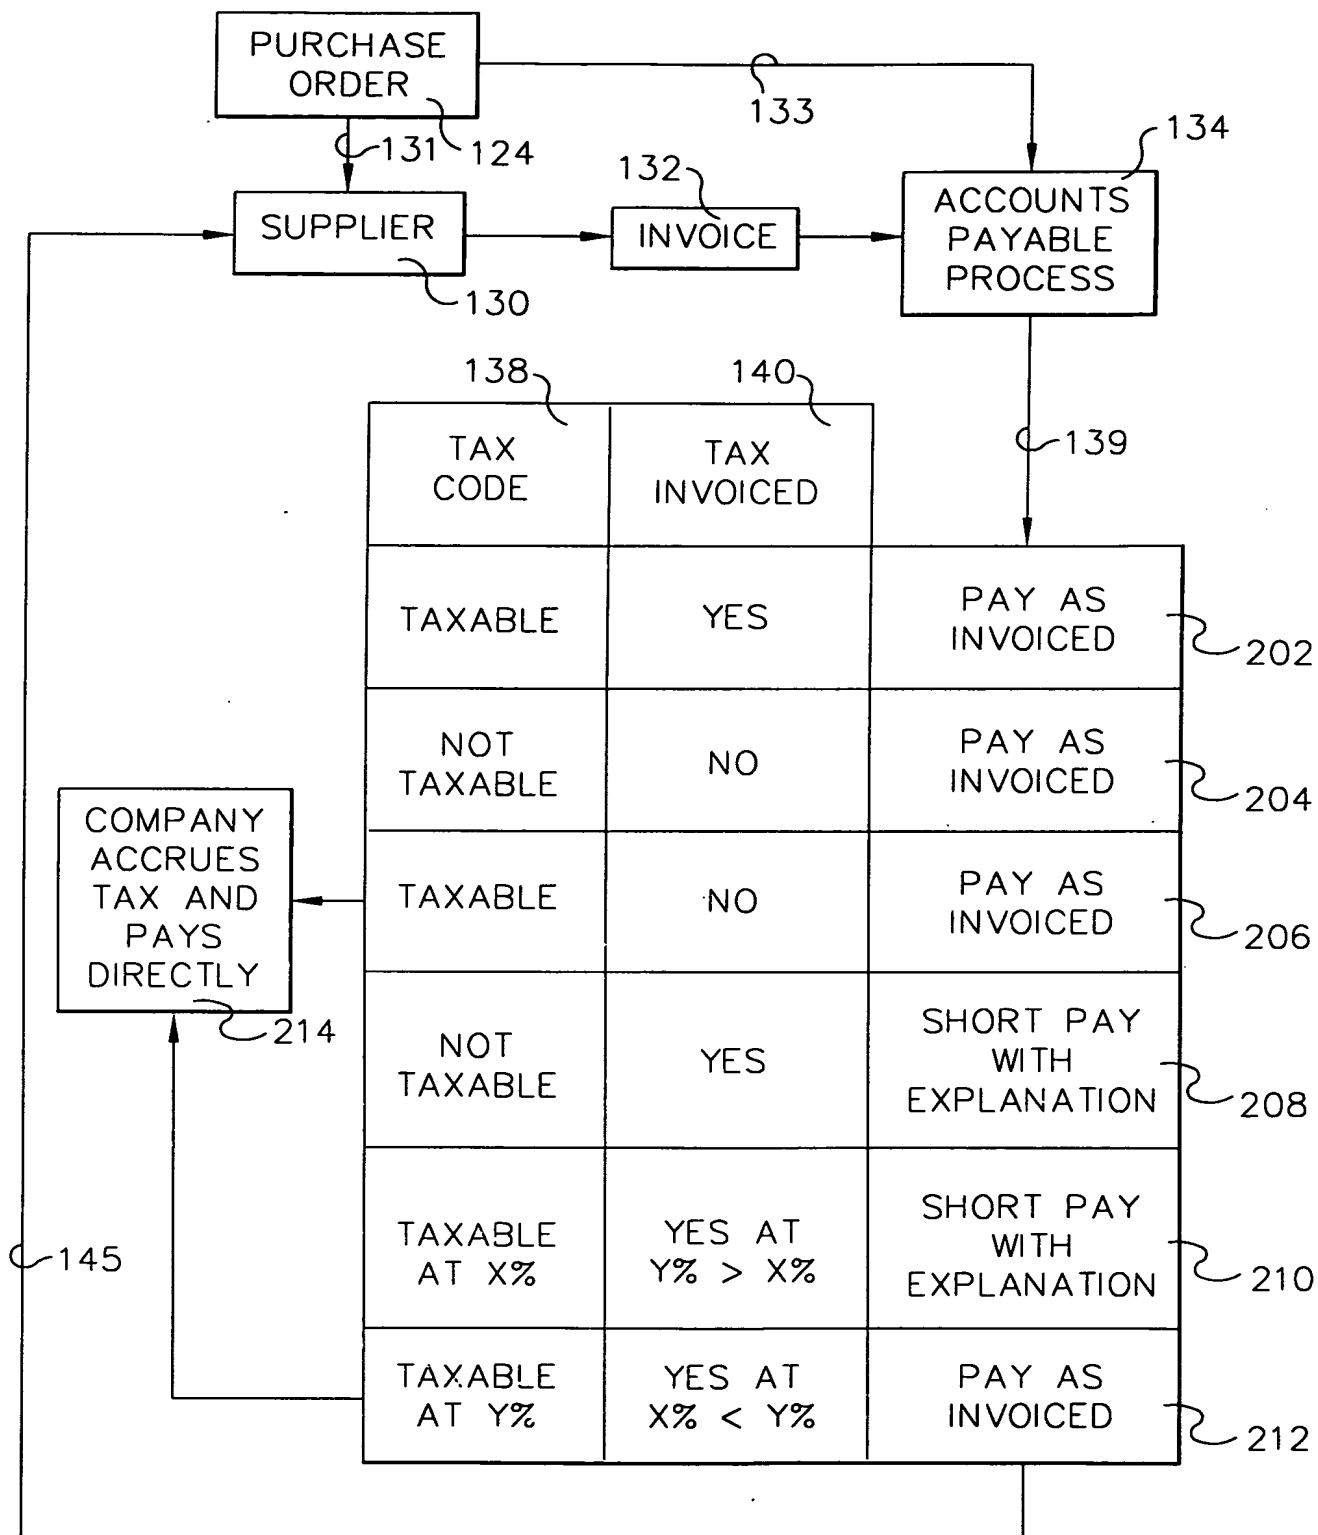 PURCHASE
ORDER
133
131
124
134
132
SUPPLIER
INVOICE
ACCOUNTS
PAYABLE
PROCESS
130
138
140
139
TAX
CODE
TAX
INVOICED
TAXABLE
YES
PAY AS
INVOICED
202
NOT
TAXABLE
NO
PAY AS
INVOICED
204
COMPANY
ACCRUES
TAX AND
PAYS
DIRECTLY
214
TAXABLE
NO
PAY AS
INVOICED
206
NOT
TAXABLE
YES
SHORT PAY
WITH
EXPLANATION
208
145
TAXABLE
AT X%
YES AT
Y% > X%
SHORT PAY
WITH
EXPLANATION
210
TAXABLE
AT Y%
YES AT
X% < Y%
PAY AS
INVOICED
212